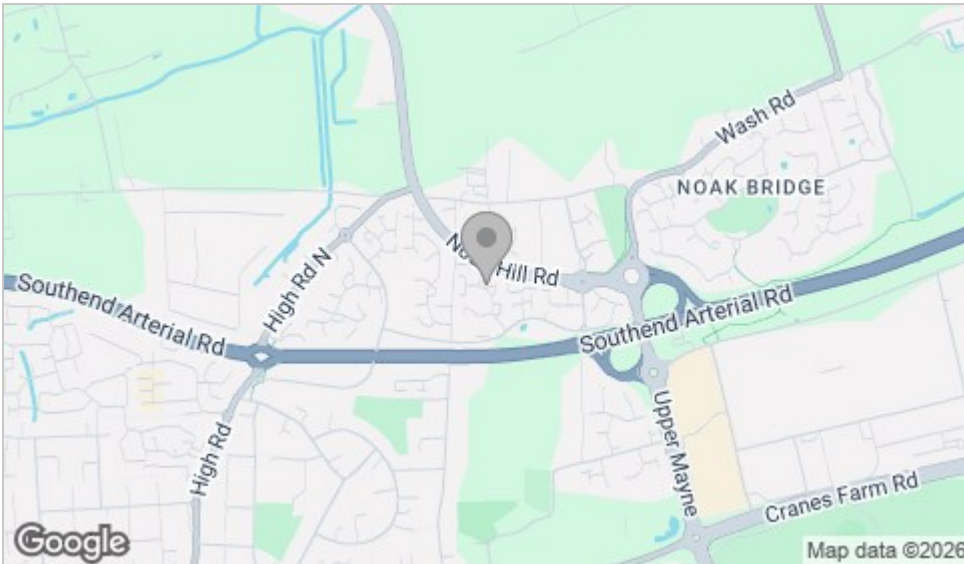 Wash Rd
NOAK BRIDGE
High Rd N
Hill Rd
Southend Arterial Rd
Southend Arterial Rd
High Rd
Upper Mayne
Cranes Farm Rd
Google
Map data ©2026